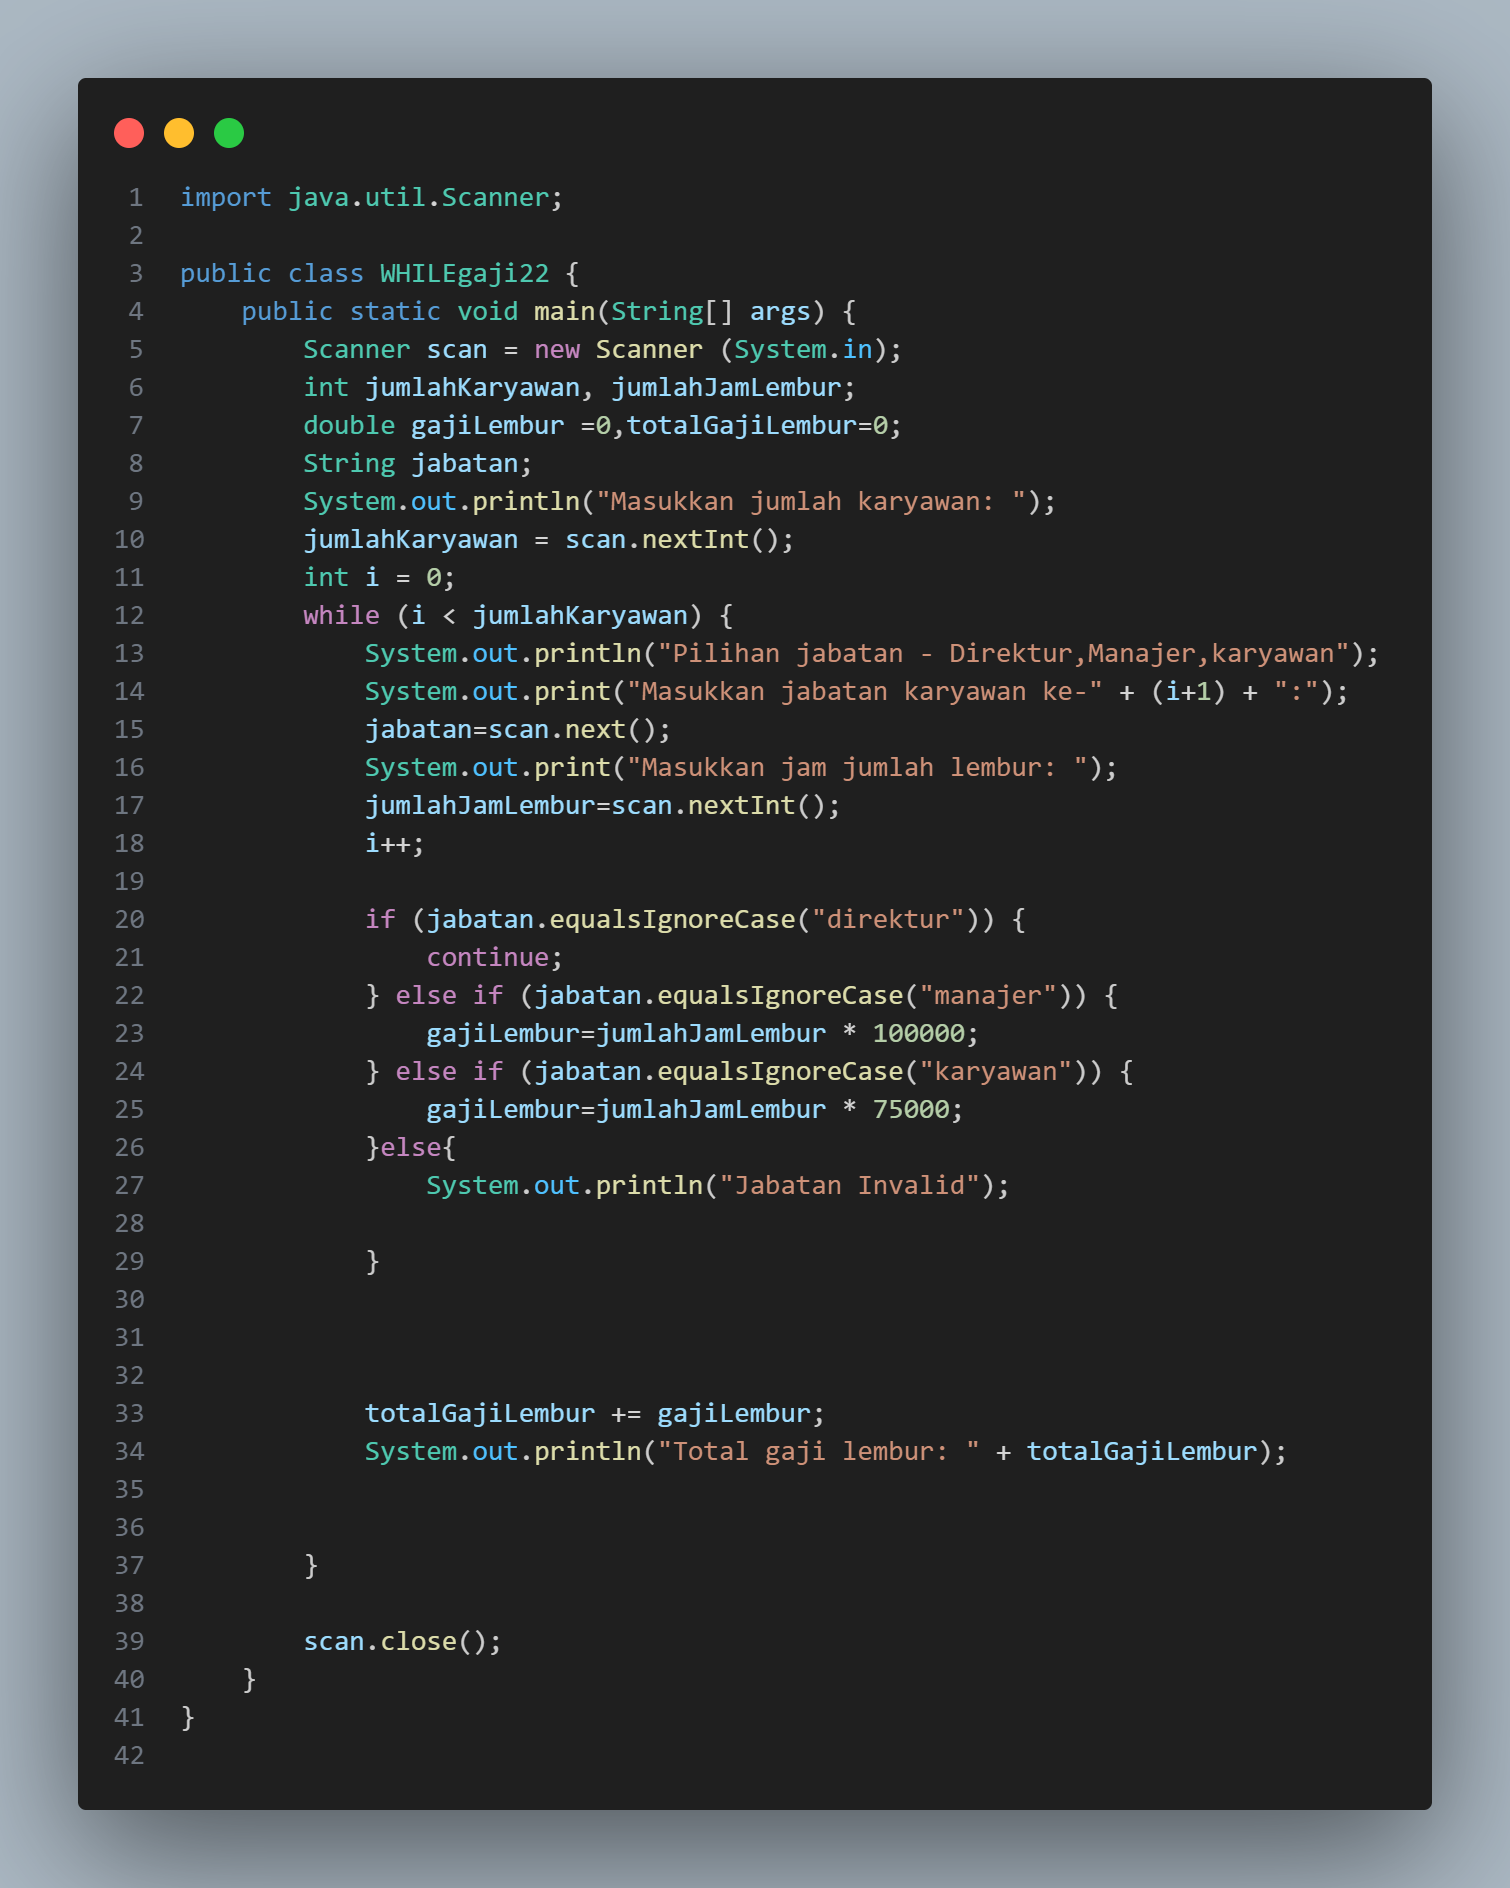 1 import java.util.Scanner;
2
3 public class WHILEgaji22 {
4     public static void main(String[] args) {
5         Scanner scan = new Scanner (System.in);
6         int jumlahKaryawan, jumlahJamLembur;
7         double gajiLembur =0,totalGajiLembur=0;
8         String jabatan;
9         System.out.println("Masukkan jumlah karyawan: ");
10         jumlahKaryawan = scan.nextInt();
11         int i = 0;
12         while (i < jumlahKaryawan) {
13             System.out.println("Pilihan jabatan - Direktur,Manajer,karyawan");
14             System.out.print("Masukkan jabatan karyawan ke-" + (i+1) + ":");
15             jabatan=scan.next();
16             System.out.print("Masukkan jam jumlah lembur: ");
17             jumlahJamLembur=scan.nextInt();
18             i++;
19
20             if (jabatan.equalsIgnoreCase("direktur")) {
21                 continue;
22             } else if (jabatan.equalsIgnoreCase("manajer")) {
23                 gajiLembur=jumlahJamLembur * 100000;
24             } else if (jabatan.equalsIgnoreCase("karyawan")) {
25                 gajiLembur=jumlahJamLembur * 75000;
26             }else{
27                 System.out.println("Jabatan Invalid");
28
29             }
30
31
32
33             totalGajiLembur += gajiLembur;
34             System.out.println("Total gaji lembur: " + totalGajiLembur);
35
36
37         }
38
39         scan.close();
40     }
41 }
42